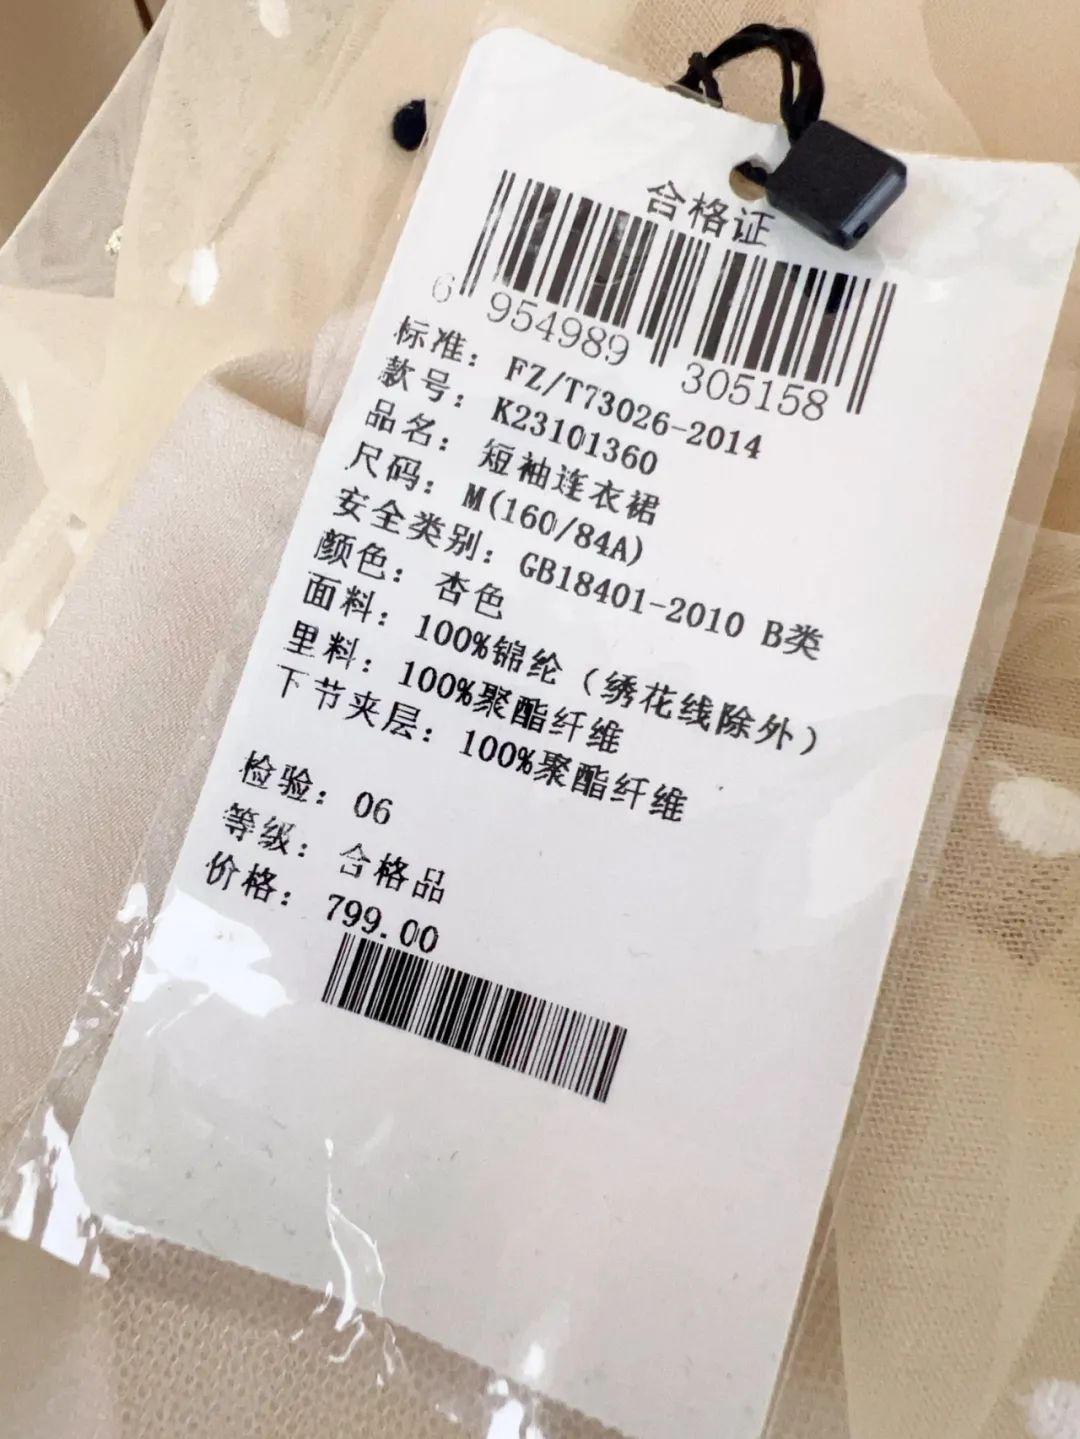 合格证
6 954989 305158
标准：FZ/T73026-2014
款号：K23101360
品名：短袖连衣裙
尺码：M(160/84A)
安全类别：GB18401-2010 B类
颜色：杏色
面料：100%锦纶（绣花线除外）
里料：100%聚酯纤维
下节夹层：100%聚酯纤维
检验：06
等级：合格品
价格：799.00